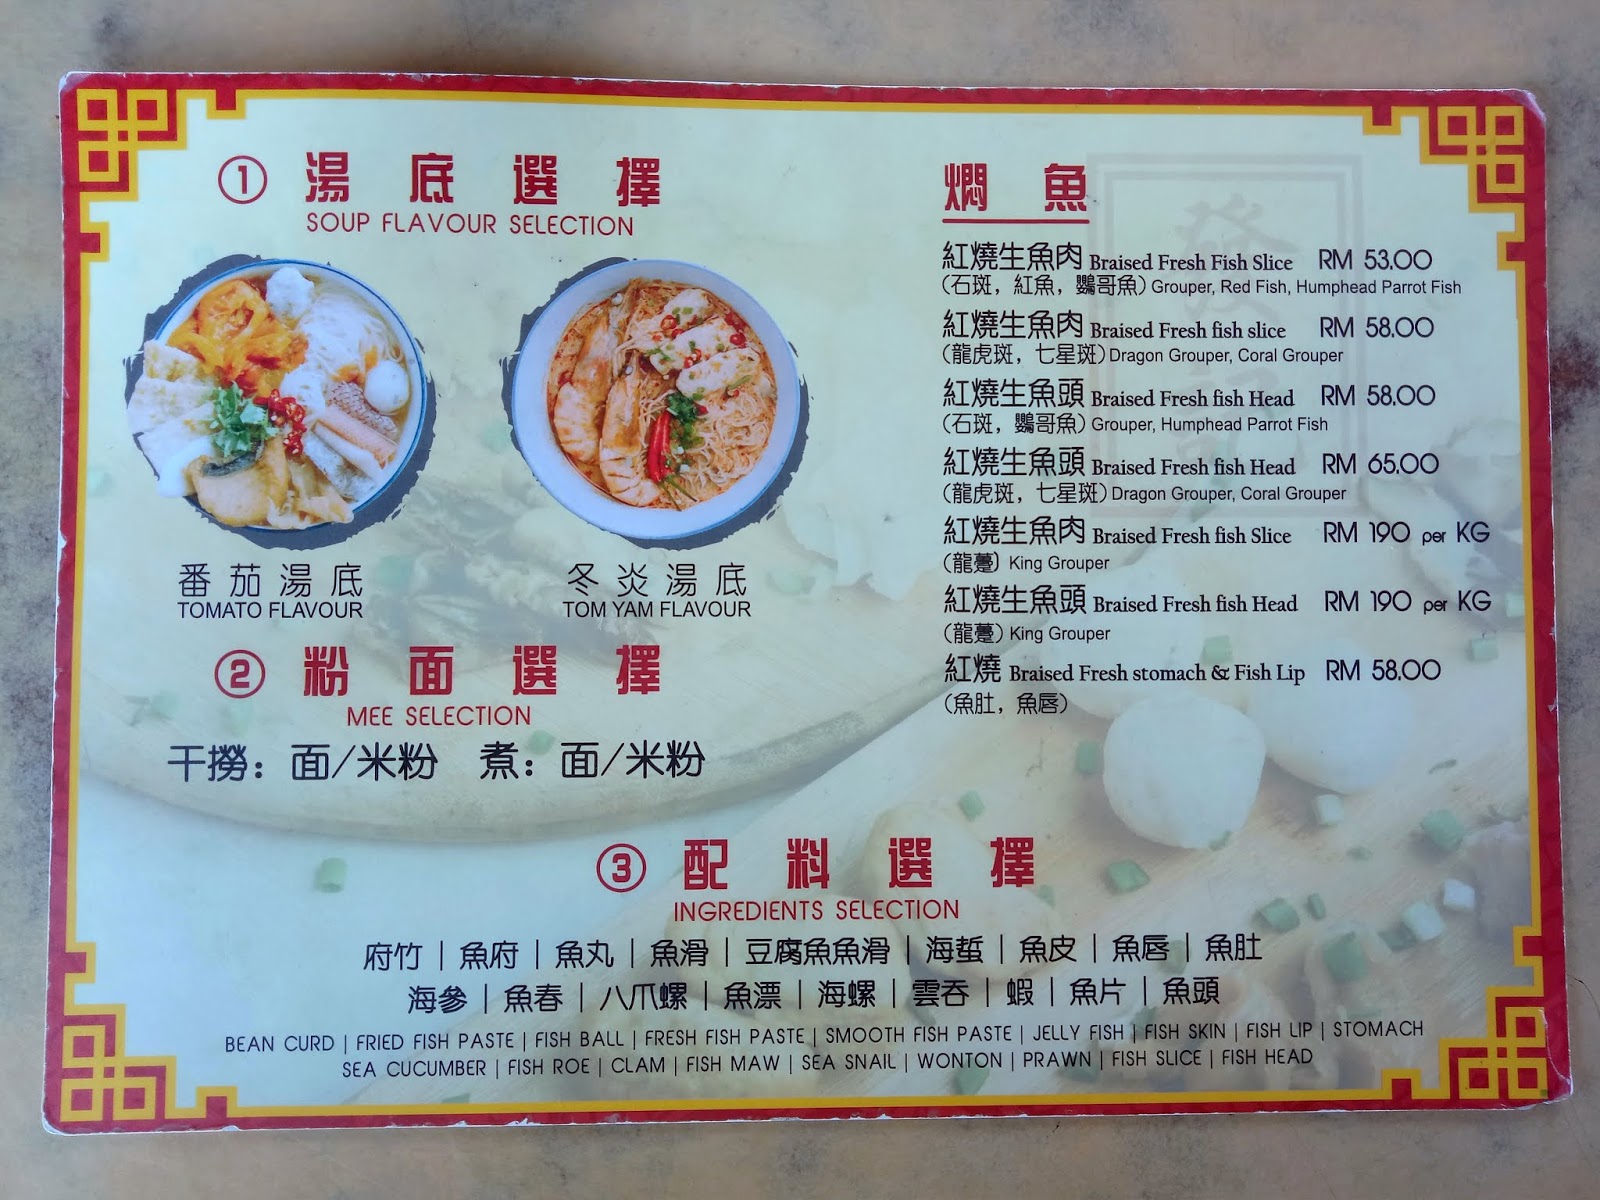 ① 湯底選擇
SOUP FLAVOUR SELECTION
番茄湯底
TOMATO FLAVOUR
冬炎湯底
TOM YAM FLAVOUR
② 粉面選擇
MEE SELECTION
干撈：面/米粉 煮：面/米粉
燜魚
紅燒生魚肉 Braised Fresh Fish Slice RM 53.00
(石斑，紅魚，鸚哥魚) Grouper, Red Fish, Humphead Parrot Fish
紅燒生魚肉 Braised Fresh fish slice RM 58.00
(龍虎斑，七星斑) Dragon Grouper, Coral Grouper
紅燒生魚頭 Braised Fresh fish Head RM 58.00
(石斑，鸚哥魚) Grouper, Humphead Parrot Fish
紅燒生魚頭 Braised Fresh fish Head RM 65.00
(龍虎斑，七星斑) Dragon Grouper, Coral Grouper
紅燒生魚肉 Braised Fresh fish Slice RM 190 per KG
(龍躉) King Grouper
紅燒生魚頭 Braised Fresh fish Head RM 190 per KG
(龍躉) King Grouper
紅燒 Braised Fresh stomach & Fish Lip RM 58.00
(魚肚，魚唇)
③ 配料選擇
INGREDIENTS SELECTION
府竹 | 魚府 | 魚丸 | 魚滑 | 豆腐魚魚滑 | 海蜇 | 魚皮 | 魚唇 | 魚肚
海參 | 魚春 | 八爪螺 | 魚漂 | 海螺 | 雲吞 | 蝦 | 魚片 | 魚頭
BEAN CURD | FRIED FISH PASTE | FISH BALL | FRESH FISH PASTE | SMOOTH FISH PASTE | JELLY FISH | FISH SKIN | FISH LIP | STOMACH
SEA CUCUMBER | FISH ROE | CLAM | FISH MAW | SEA SNAIL | WONTON | PRAWN | FISH SLICE | FISH HEAD